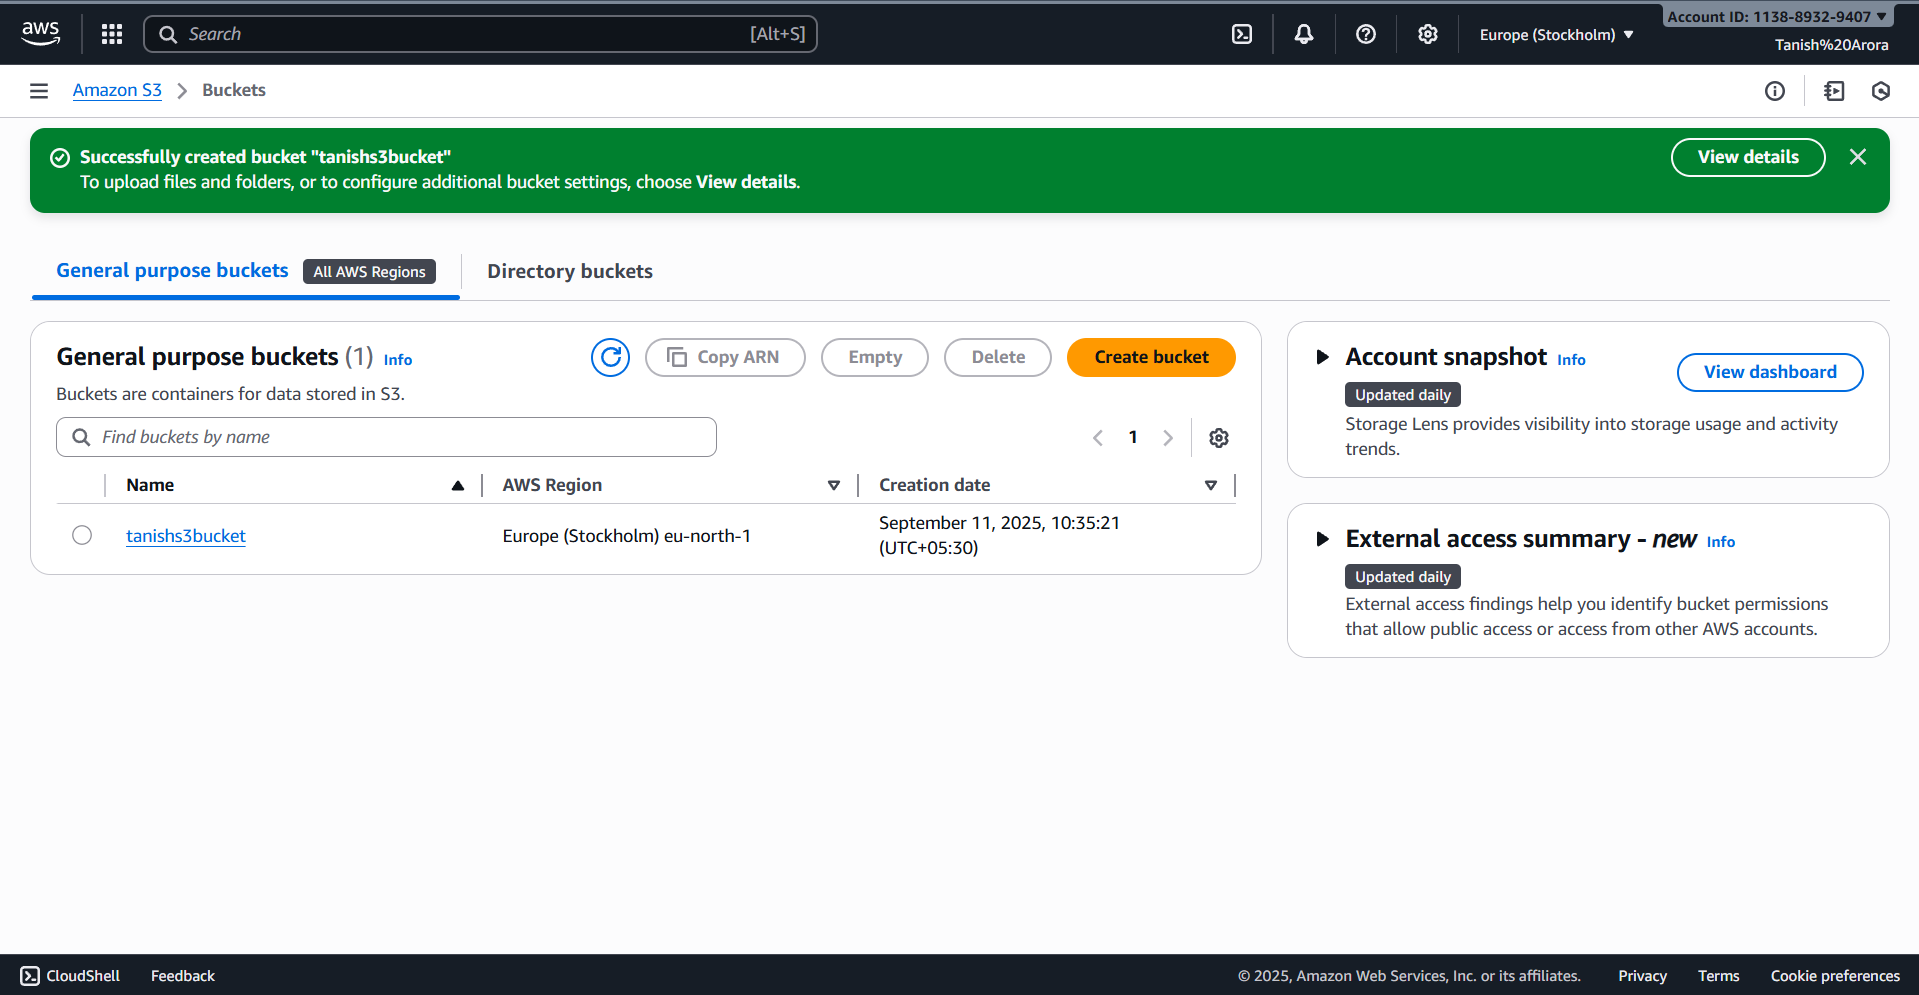 aws
Search [Alt+S]
Europe (Stockholm)
Account ID: 1138-8932-9407
Tanish%20Arora
Amazon S3 Buckets
Successfully created bucket "tanishs3bucket"
To upload files and folders, or to configure additional bucket settings, choose View details.
View details
General purpose buckets All AWS Regions Directory buckets
General purpose buckets (1) Info
Copy ARN Empty Delete Create bucket
Buckets are containers for data stored in S3.
Find buckets by name
1
Name AWS Region Creation date
tanishs3bucket Europe (Stockholm) eu-north-1 September 11, 2025, 10:35:21
(UTC+05:30)
Account snapshot Info
View dashboard
Updated daily
Storage Lens provides visibility into storage usage and activity
trends.
External access summary - new Info
Updated daily
External access findings help you identify bucket permissions
that allow public access or access from other AWS accounts.
CloudShell Feedback © 2025, Amazon Web Services, Inc. or its affiliates. Privacy Terms Cookie preferences